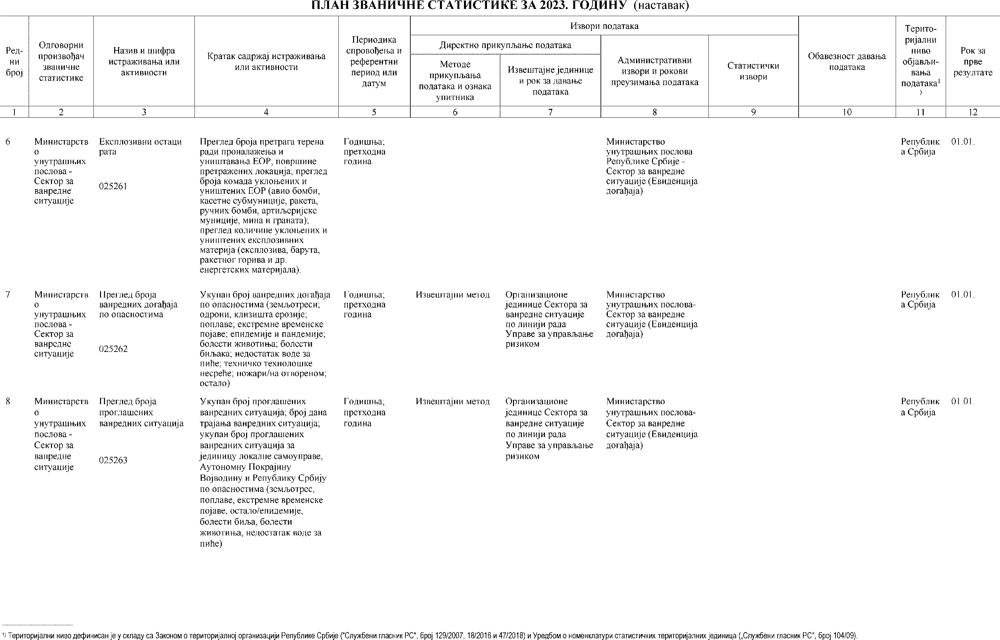 ПЛАН ЗВАНИЧНЕ СТАТИСТИКЕ ЗА 2023. ГОДИНУ (наставак)
Ред-
ни
број
Одговорни
произвођач
званичне
статистике
Назив и шифра
истраживања или
активности
Кратак садржај истраживања
или активности
Периодика
спровођења и
референтни
период или
датум
Извори података
Директно прикупљање података
Методе
прикупљања
података и ознака
упитника
Извештајне јединице
и рок за давање
података
Административни
извори и рокови
преузимања података
Статистички
извори
Обавезност давања
података
Терито-
ријални
ниво
објављи-
вања
података¹
)
Рок за
прве
резултате
1 2 3 4 5 6 7 8 9 10 11 12
6
Министарств
о
унутрашњих
послова -
Сектор за
ванредне
ситуације
Експлозивни остаци
рата
025261
Преглед броја претрага терена
ради проналажења и
уништавања ЕОР; површине
претражених локација; преглед
броја комада уклоњених и
уништених ЕОР (авио бомби,
касетне субмуниције, ракета,
ручних бомби, артиљеријске
муниције, мина и граната);
преглед количине уклоњених и
уништених експлозивних
материја (експлозива, барута,
ракетног горива и др.
енергетских материјала).
Годишња;
претходна
година
Министарство
унутрашњих послова
Републике Србије -
Сектор за ванредне
ситуације (Евиденција
догађаја)
Републик
а Србија
01.01.
7
Министарств
о
унутрашњих
послова -
Сектор за
ванредне
ситуације
Преглед броја
ванредних догађаја
по опасностима
025262
Укупан број ванредних догађаја
по опасностима (земљотреси;
одрони, клизишта ерозије;
поплаве; екстремне временске
појаве; епидемије и пандемије;
болести животиња; болести
биљака; недостатак воде за
пиће; техничко технолошке
несреће; пожари/на отвореном;
остало)
Годишња;
претходна
година
Извештајни метод
Организационе
јединице Сектора за
ванредне ситуације
по линији рада
Управе за управљање
ризиком
Министарство
унутрашњих послова-
Сектор за ванредне
ситуације (Евиденција
догађаја)
Републик
а Србија
01.01.
8
Министарств
о
унутрашњих
послова -
Сектор за
ванредне
ситуације
Преглед броја
проглашених
ванредних ситуација
025263
Укупан број проглашених
ванредних ситуација; број дана
трајања ванредних ситуација;
укупан број проглашених
ванредних ситуација за
јединицу локалне самоуправе,
Аутономну Покрајину
Војводину и Републику Србију
по опасностима (земљотрес,
поплаве, екстремне временске
појаве, остало/епидемије,
болести биља, болести
животиња, недостатак воде за
пиће)
Годишња;
претходна
година
Извештајни метод
Организационе
јединице Сектора за
ванредне ситуације
по линији рада
Управе за управљање
ризиком
Министарство
унутрашњих послова-
Сектор за ванредне
ситуације (Евиденција
догађаја)
Републик
а Србија
01.01.
¹⁾ Територијални ниво дефинисан је у складу са Законом о територијалној организацији Републике Србије ("Службени гласник РС", број 129/2007, 18/2016 и 47/2018) и Уредбом о номенклатури статистичких територијалних јединица („Службени гласник РС", број 104/09).